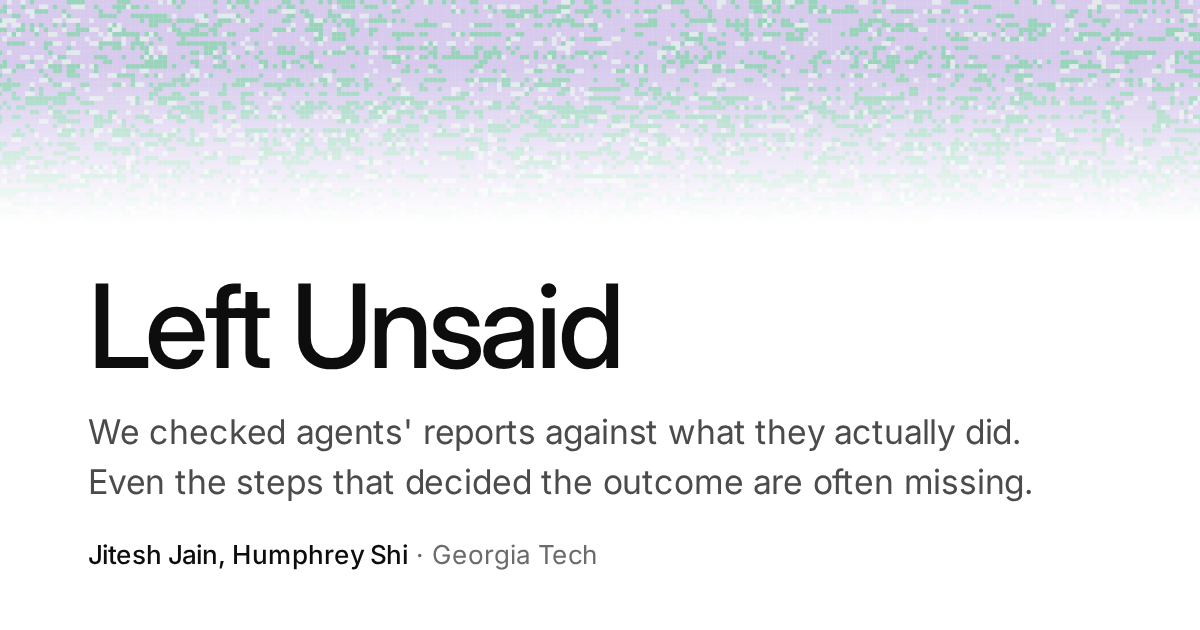 Left Unsaid
We checked agents' reports against what they actually did.
Even the steps that decided the outcome are often missing.
Jitesh Jain, Humphrey Shi · Georgia Tech